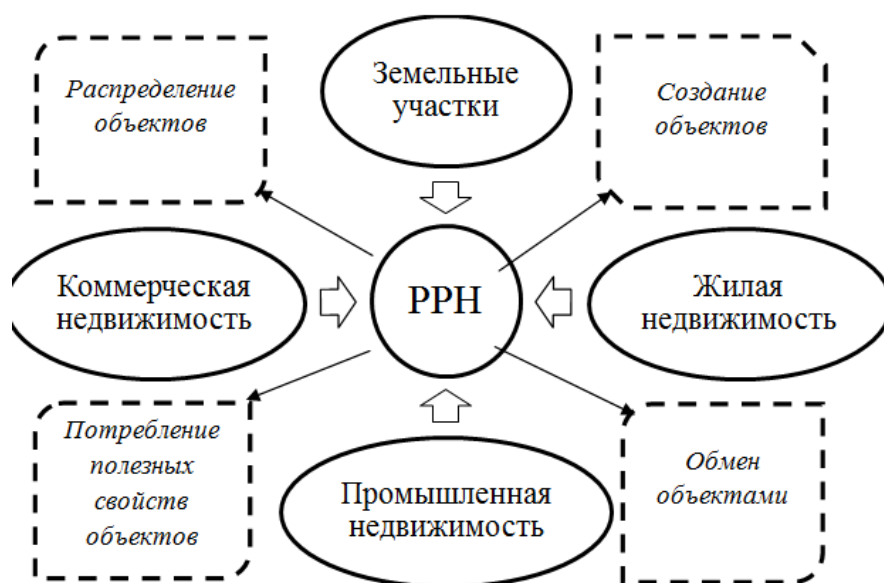 Распределение
объектов
Земельные
участки
Создание
объектов
Коммерческая
недвижимость
РРН
Жилая
недвижимость
Потребление
полезных
свойств
объектов
Промышленная
недвижимость
Обмен
объектами